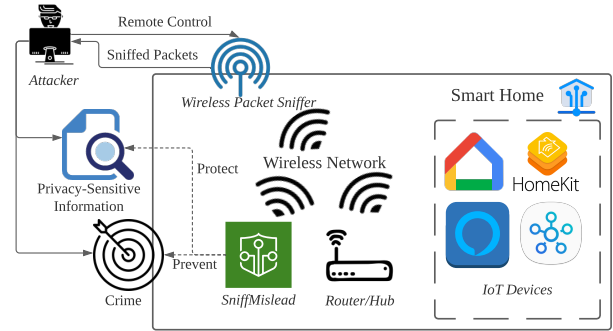 Remote Control
Sniffed Packets
Attacker
Wireless Packet Sniffer
Smart Home
Wireless Network
HomeKit
Protect
Privacy-Sensitive
Information
Prevent
Crime
SniffMislead
Router/Hub
IoT Devices